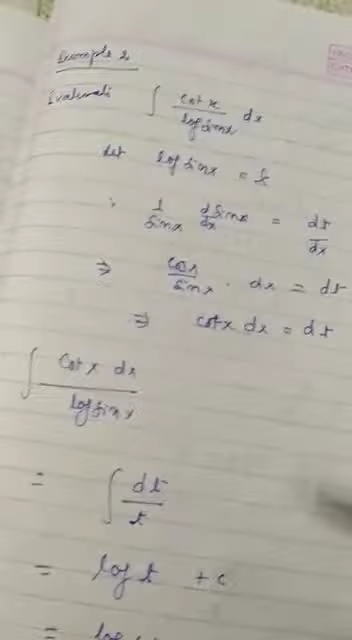 Example 2
Evaluate ∫ cot x / log sin x dx
Let log sin x = t
∴ 1/sin x d sin x/dx = dt/dx
⇒ cos x/sin x . dx = dt
⇒ cot x dx = dt
∫ cot x dx / log sin x
= ∫ dt/t
= log t + c
= log